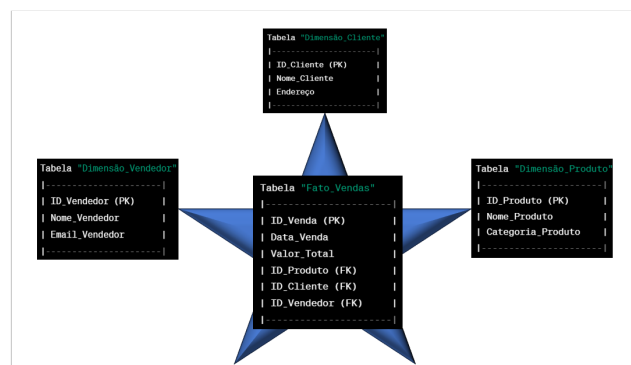 Tabela "Dimensão_Cliente"
|----------------------|
| ID_Cliente (PK) |
| Nome_Cliente |
| Endereço |
|----------------------|
Tabela "Dimensão_Vendedor"
|----------------------|
| ID_Vendedor (PK) |
| Nome_Vendedor |
| Email_Vendedor |
|----------------------|
Tabela "Fato_Vendas"
|------------------------|
| ID_Venda (PK) |
| Data_Venda |
| Valor_Total |
| ID_Produto (FK) |
| ID_Cliente (FK) |
| ID_Vendedor (FK) |
|------------------------|
Tabela "Dimensão_Produto"
|-----------------------|
| ID_Produto (PK) |
| Nome_Produto |
| Categoria_Produto |
|-----------------------|